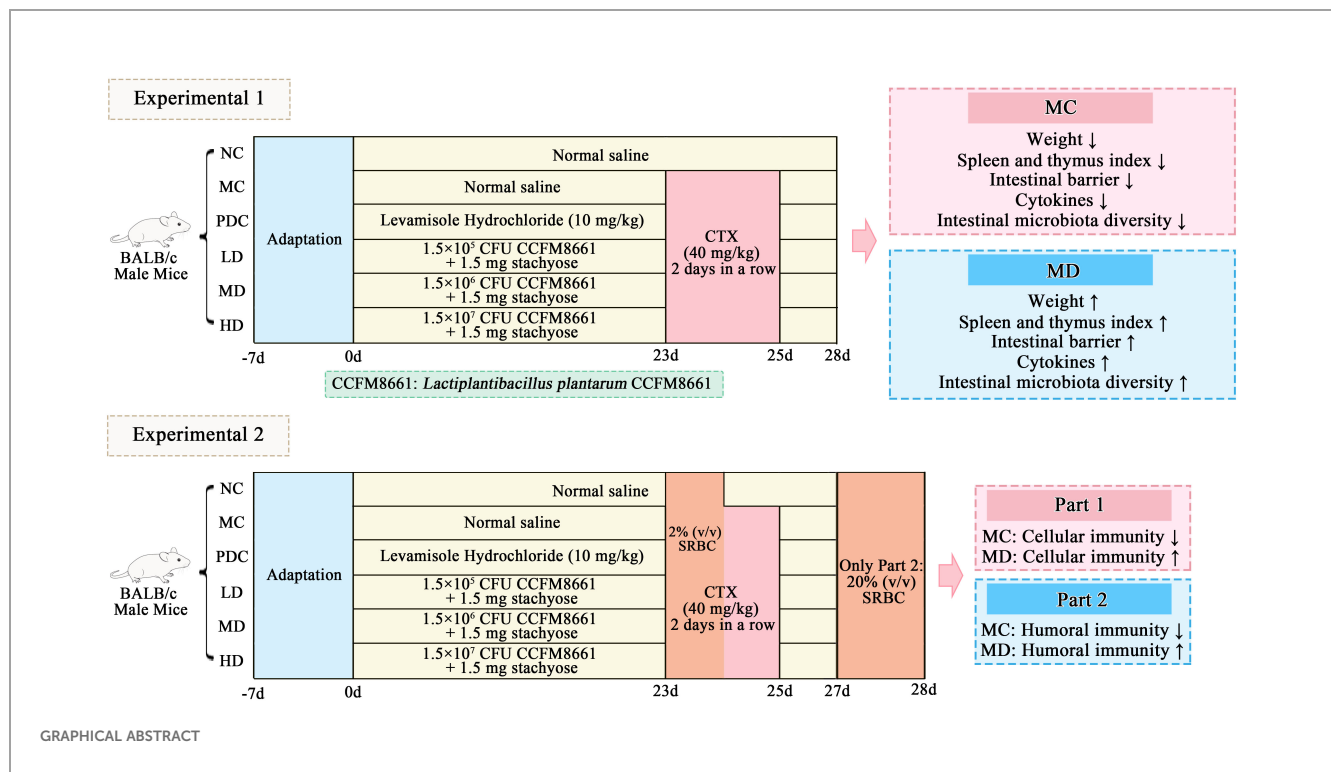 Experimental 1
NC
MC
PDC
LD
MD
HD
BALB/c
Male Mice
Adaptation
Normal saline
Normal saline
Levamisole Hydrochloride (10 mg/kg)
1.5×10⁵ CFU CCFM8661
+ 1.5 mg stachyose
1.5×10⁶ CFU CCFM8661
+ 1.5 mg stachyose
1.5×10⁷ CFU CCFM8661
+ 1.5 mg stachyose
CTX
(40 mg/kg)
2 days in a row
-7d
0d
23d
25d
28d
CCFM8661: Lactiplantibacillus plantarum CCFM8661
MC
Weight ↓
Spleen and thymus index ↓
Intestinal barrier ↓
Cytokines ↓
Intestinal microbiota diversity ↓
MD
Weight ↑
Spleen and thymus index ↑
Intestinal barrier ↑
Cytokines ↑
Intestinal microbiota diversity ↑
Experimental 2
NC
MC
PDC
LD
MD
HD
BALB/c
Male Mice
Adaptation
Normal saline
Normal saline
Levamisole Hydrochloride (10 mg/kg)
1.5×10⁵ CFU CCFM8661
+ 1.5 mg stachyose
1.5×10⁶ CFU CCFM8661
+ 1.5 mg stachyose
1.5×10⁷ CFU CCFM8661
+ 1.5 mg stachyose
2% (v/v)
SRBC
CTX
(40 mg/kg)
2 days in a row
Only Part 2:
20% (v/v)
SRBC
-7d
0d
23d
25d
27d
28d
Part 1
MC: Cellular immunity ↓
MD: Cellular immunity ↑
Part 2
MC: Humoral immunity ↓
MD: Humoral immunity ↑
GRAPHICAL ABSTRACT